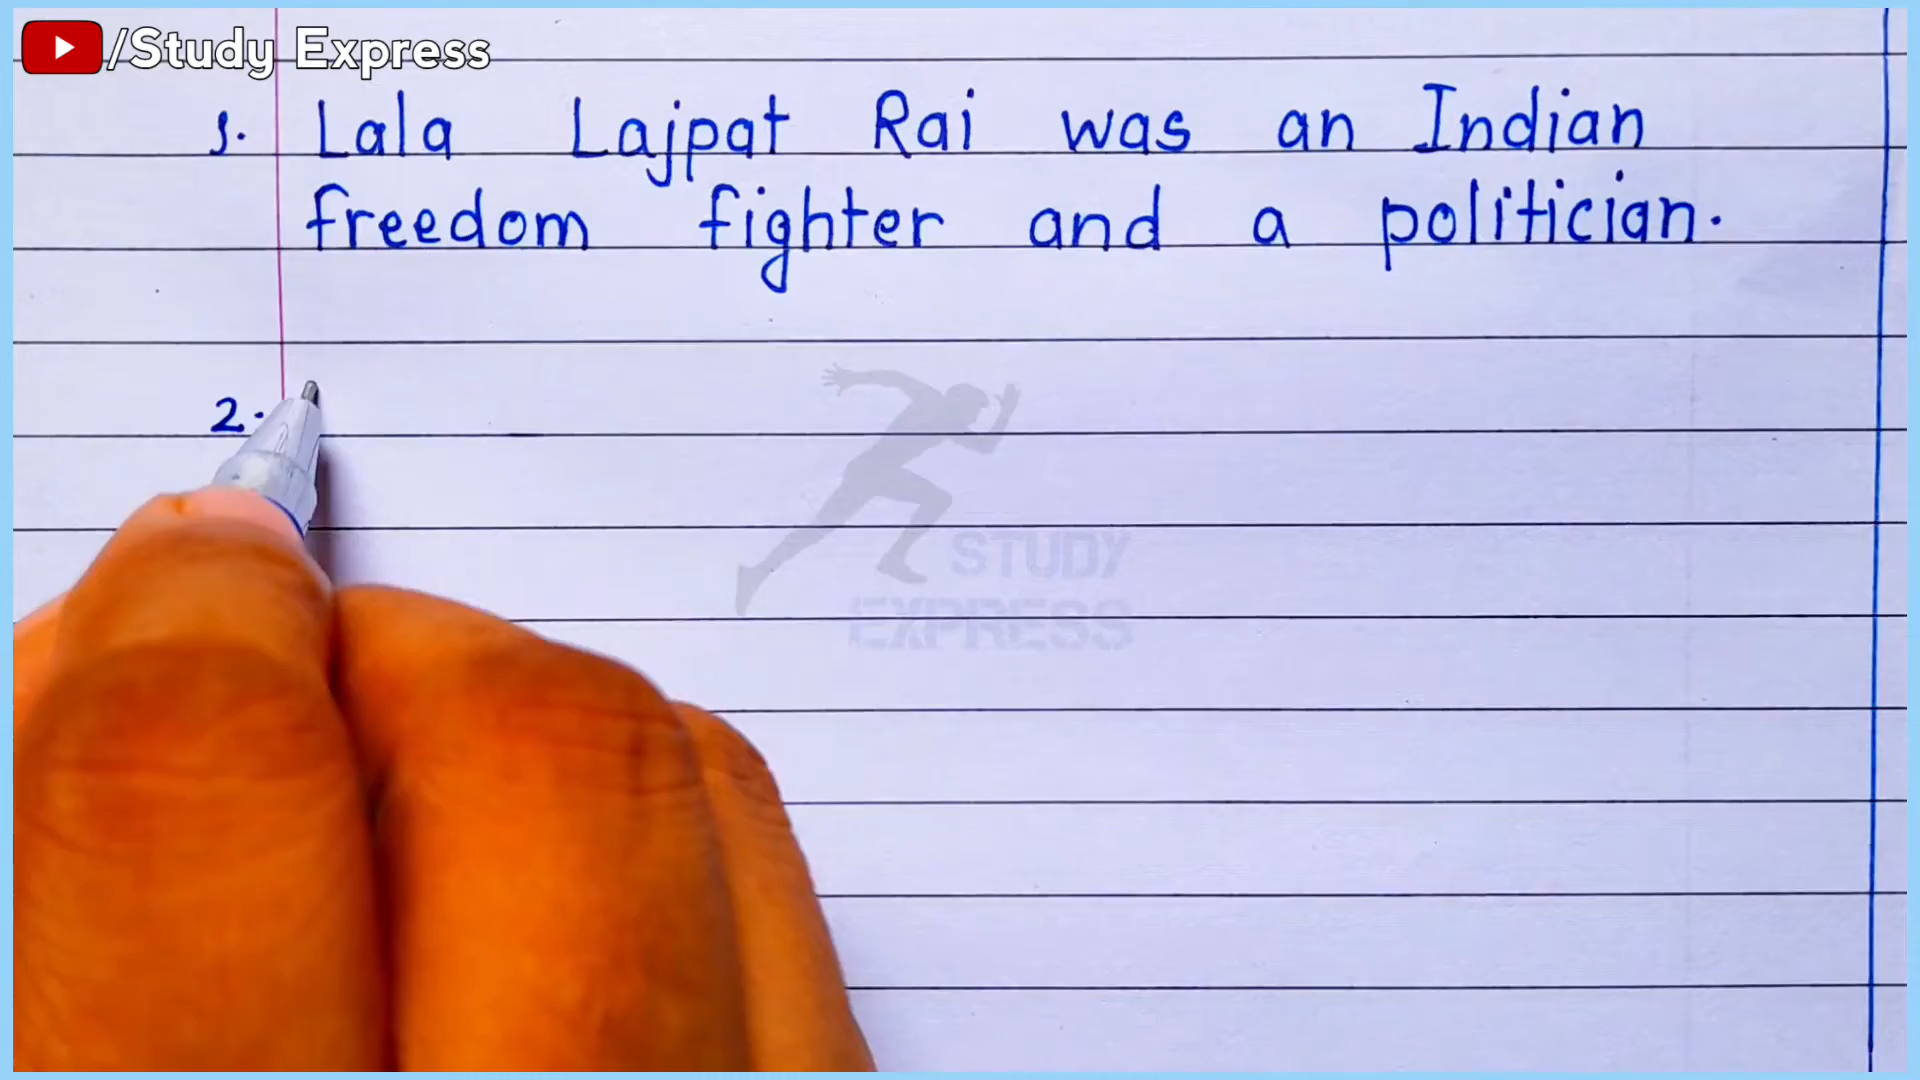 /Study Express
1. Lala Lajpat Rai was an Indian
freedom fighter and a politician.
2.
STUDY
EXPRESS